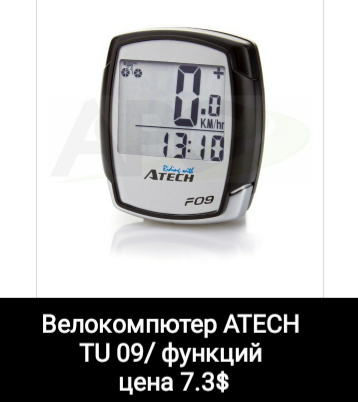 0.0
KM/hr
13:10
Riding with
ATECH
F09
Велокомпютер ATECH
TU 09/ функций
цена 7.3$